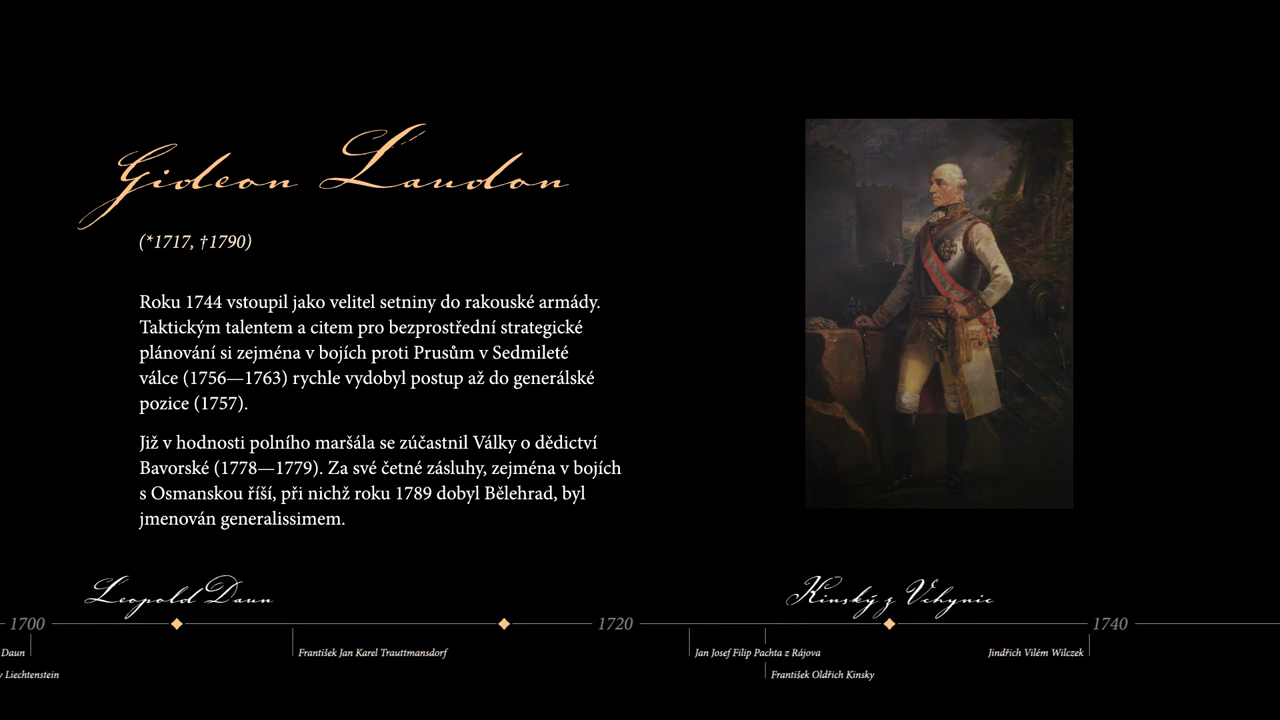 Gideon Laudon
(*1717, †1790)
Roku 1744 vstoupil jako velitel setniny do rakouské armády.
Taktickým talentem a citem pro bezprostřední strategické
plánování si zejména v bojích proti Prusům v Sedmileté
válce (1756—1763) rychle vydobyl postup až do generálské
pozice (1757).
Již v hodnosti polního maršála se zúčastnil Války o dědictví
Bavorské (1778—1779). Za své četné zásluhy, zejména v bojích
s Osmanskou říší, při nichž roku 1789 dobyl Bělehrad, byl
jmenován generalissimem.
Leopold Daun
Kinský z Vchynic
1700
1720
1740
Daun
František Jan Karel Trauttmansdorf
Jan Josef Filip Pachta z Rájova
Jindřich Vilém Wilczek
v Liechtenstein
František Oldřich Kinsky